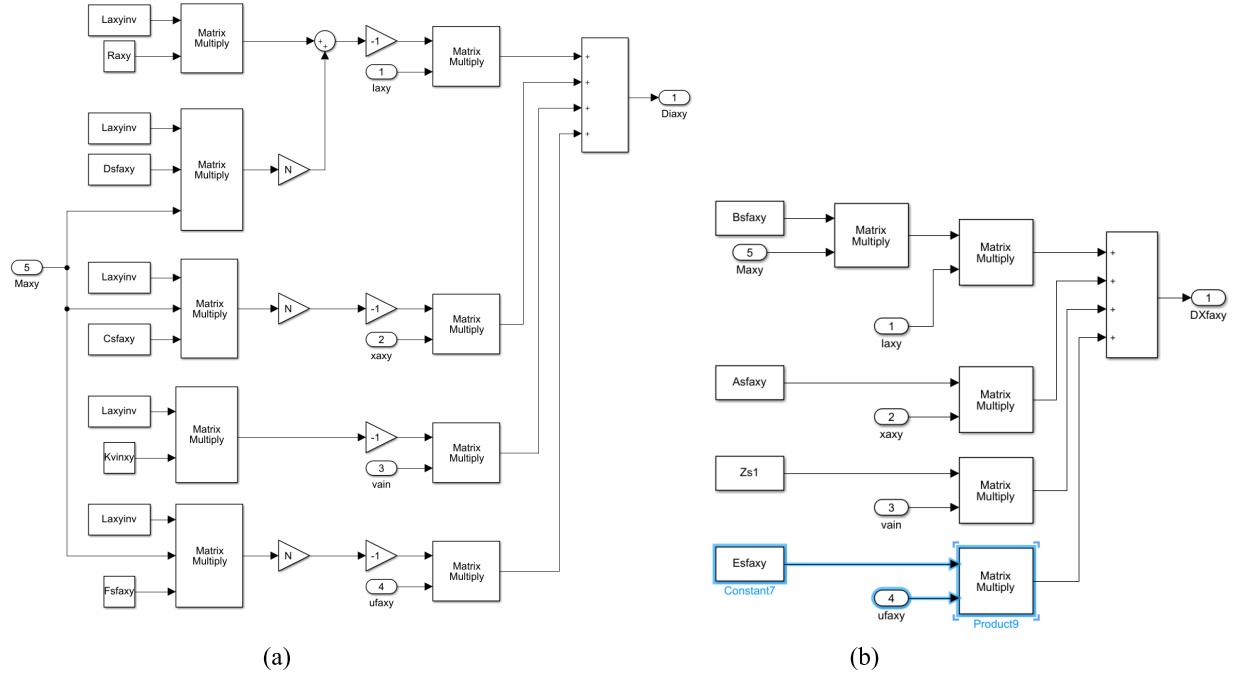 Laxyinv
Raxy
Matrix
Multiply
+
+
-1
1
Iaxy
Matrix
Multiply
+
+
+
+
1
Diaxy
Laxyinv
Dsfaxy
Matrix
Multiply
N
5
Maxy
Laxyinv
Csfaxy
Matrix
Multiply
N
-1
2
xaxy
Matrix
Multiply
Laxyinv
Kvinxy
Matrix
Multiply
-1
3
vain
Matrix
Multiply
Laxyinv
Fsfaxy
Matrix
Multiply
N
-1
4
ufaxy
Matrix
Multiply
(a)
Bsfaxy
5
Maxy
Matrix
Multiply
1
Iaxy
Matrix
Multiply
+
+
+
+
1
DXfaxy
Asfaxy
2
xaxy
Matrix
Multiply
Zs1
3
vain
Matrix
Multiply
Esfaxy
Constant7
4
ufaxy
Matrix
Multiply
Product9
(b)